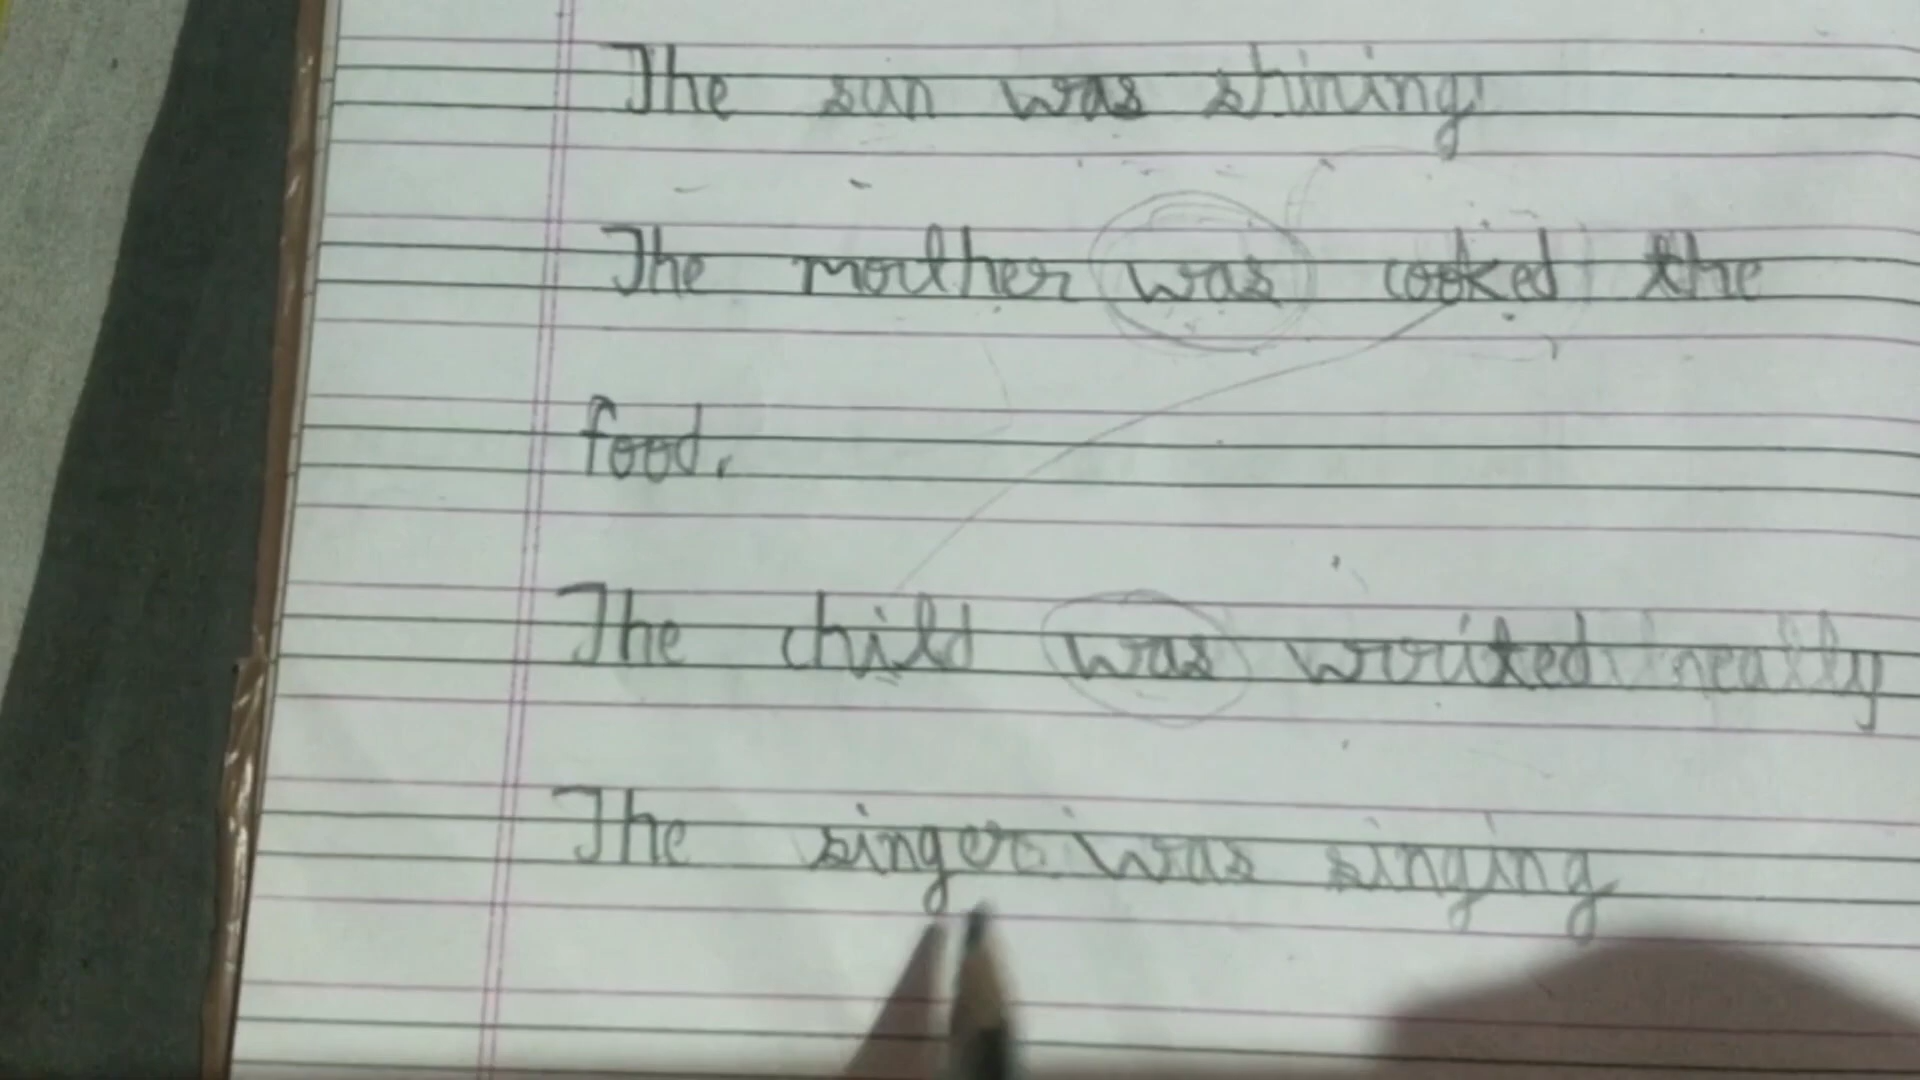 The sun was shining
The mother was cooked the
food.
The child was writed neatly
The singer was singing